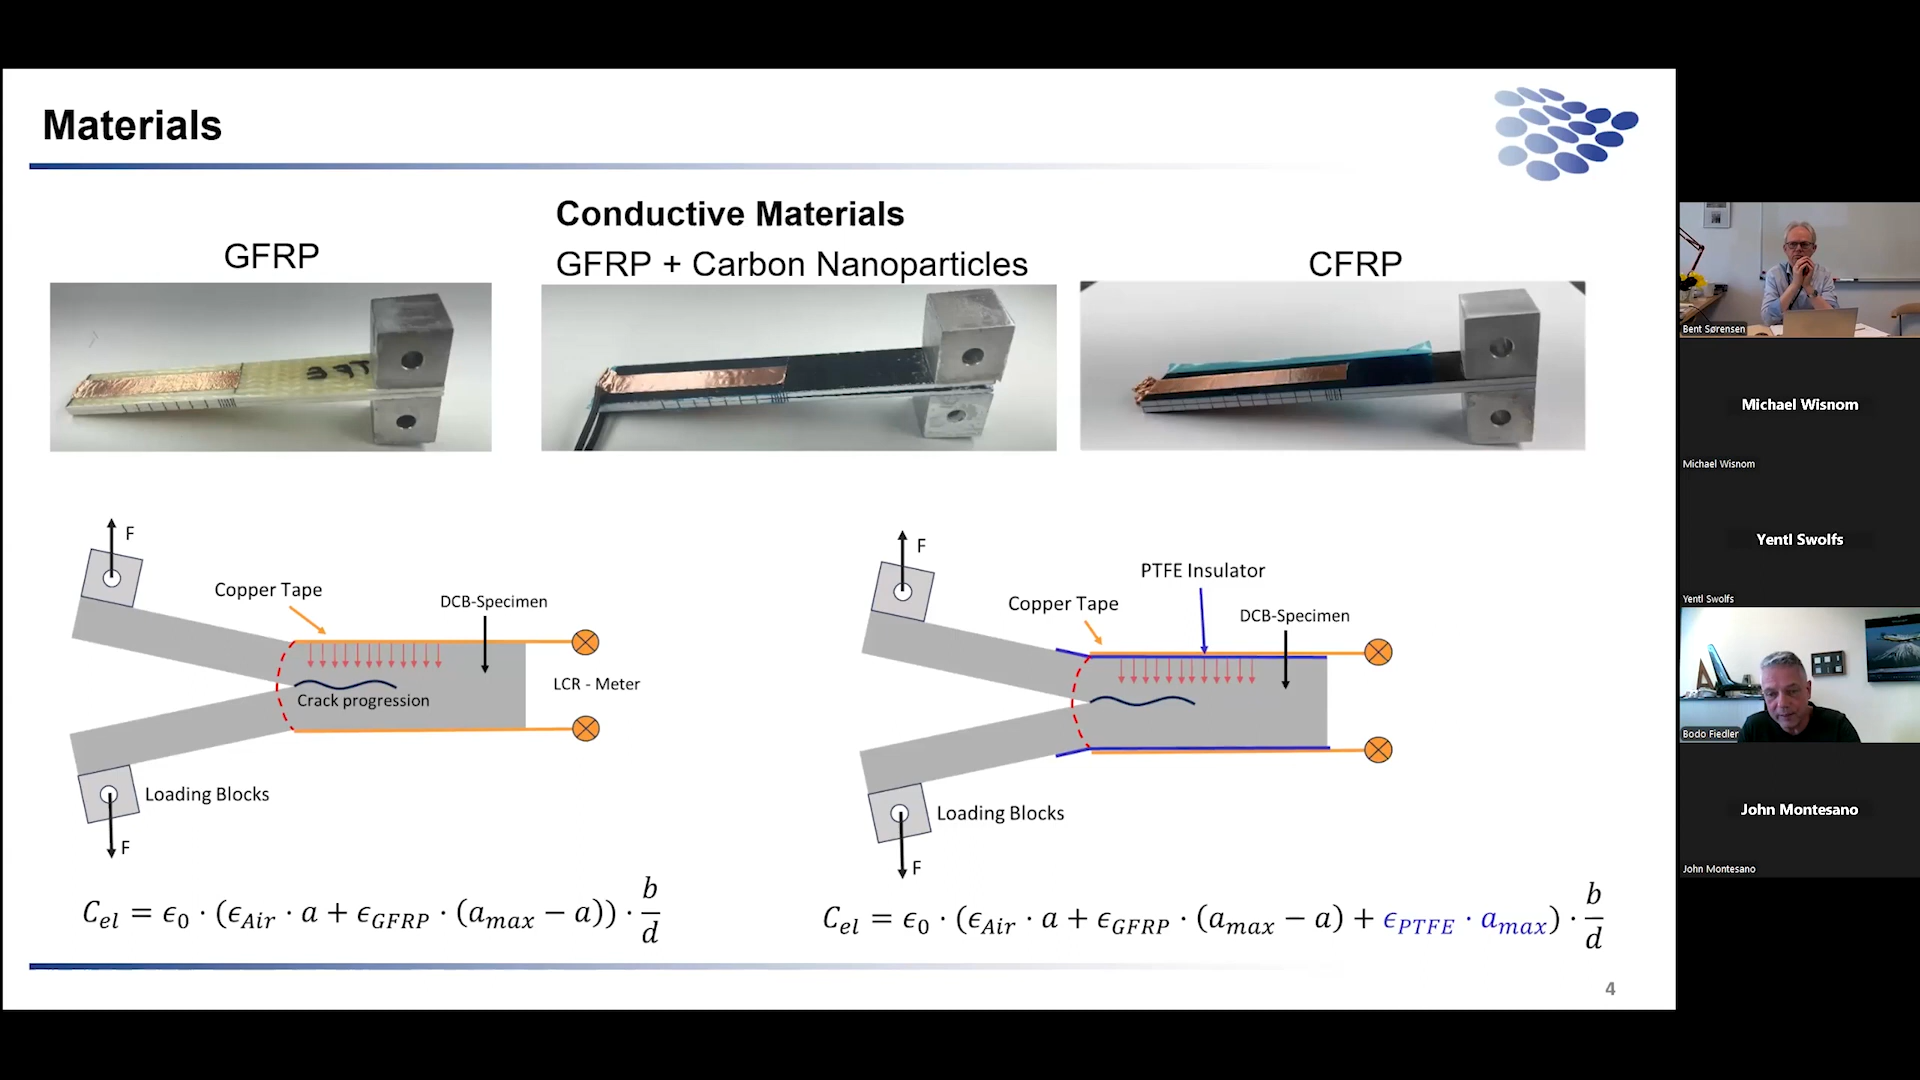 Materials
Conductive Materials
GFRP
GFRP + Carbon Nanoparticles
CFRP
F
Copper Tape
DCB-Specimen
LCR - Meter
Crack progression
Loading Blocks
F
F
PTFE Insulator
Copper Tape
DCB-Specimen
Loading Blocks
F
C_el = ϵ_0 · (ϵ_Air · a + ϵ_GFRP · (a_max − a)) · b/d
C_el = ϵ_0 · (ϵ_Air · a + ϵ_GFRP · (a_max − a) + ϵ_PTFE · a_max) · b/d
4
Bent Sørensen
Michael Wisnom
Michael Wisnom
Yentl Swolfs
Yentl Swolfs
Bodo Fiedler
John Montesano
John Montesano